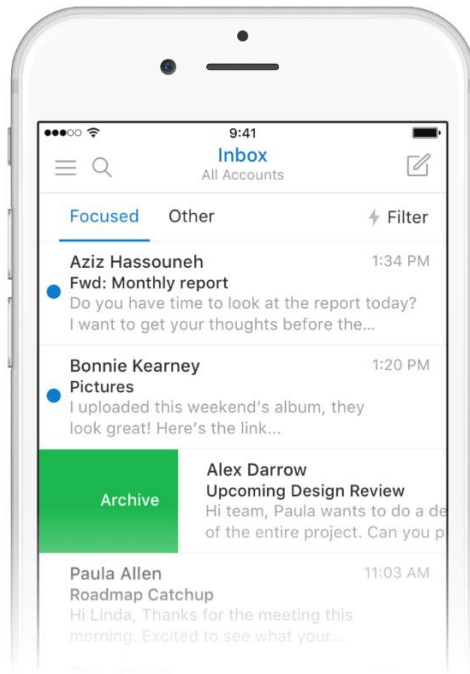 9:41
Inbox
All Accounts
Focused
Other
Filter
Aziz Hassouneh
1:34 PM
Fwd: Monthly report
Do you have time to look at the report today?
I want to get your thoughts before the...
Bonnie Kearney
1:20 PM
Pictures
I uploaded this weekend's album, they
look great! Here's the link...
Archive
Alex Darrow
Upcoming Design Review
Hi team, Paula wants to do a de
of the entire project. Can you p
Paula Allen
11:03 AM
Roadmap Catchup
Hi Linda, Thanks for the meeting this
morning. Excited to see what your...